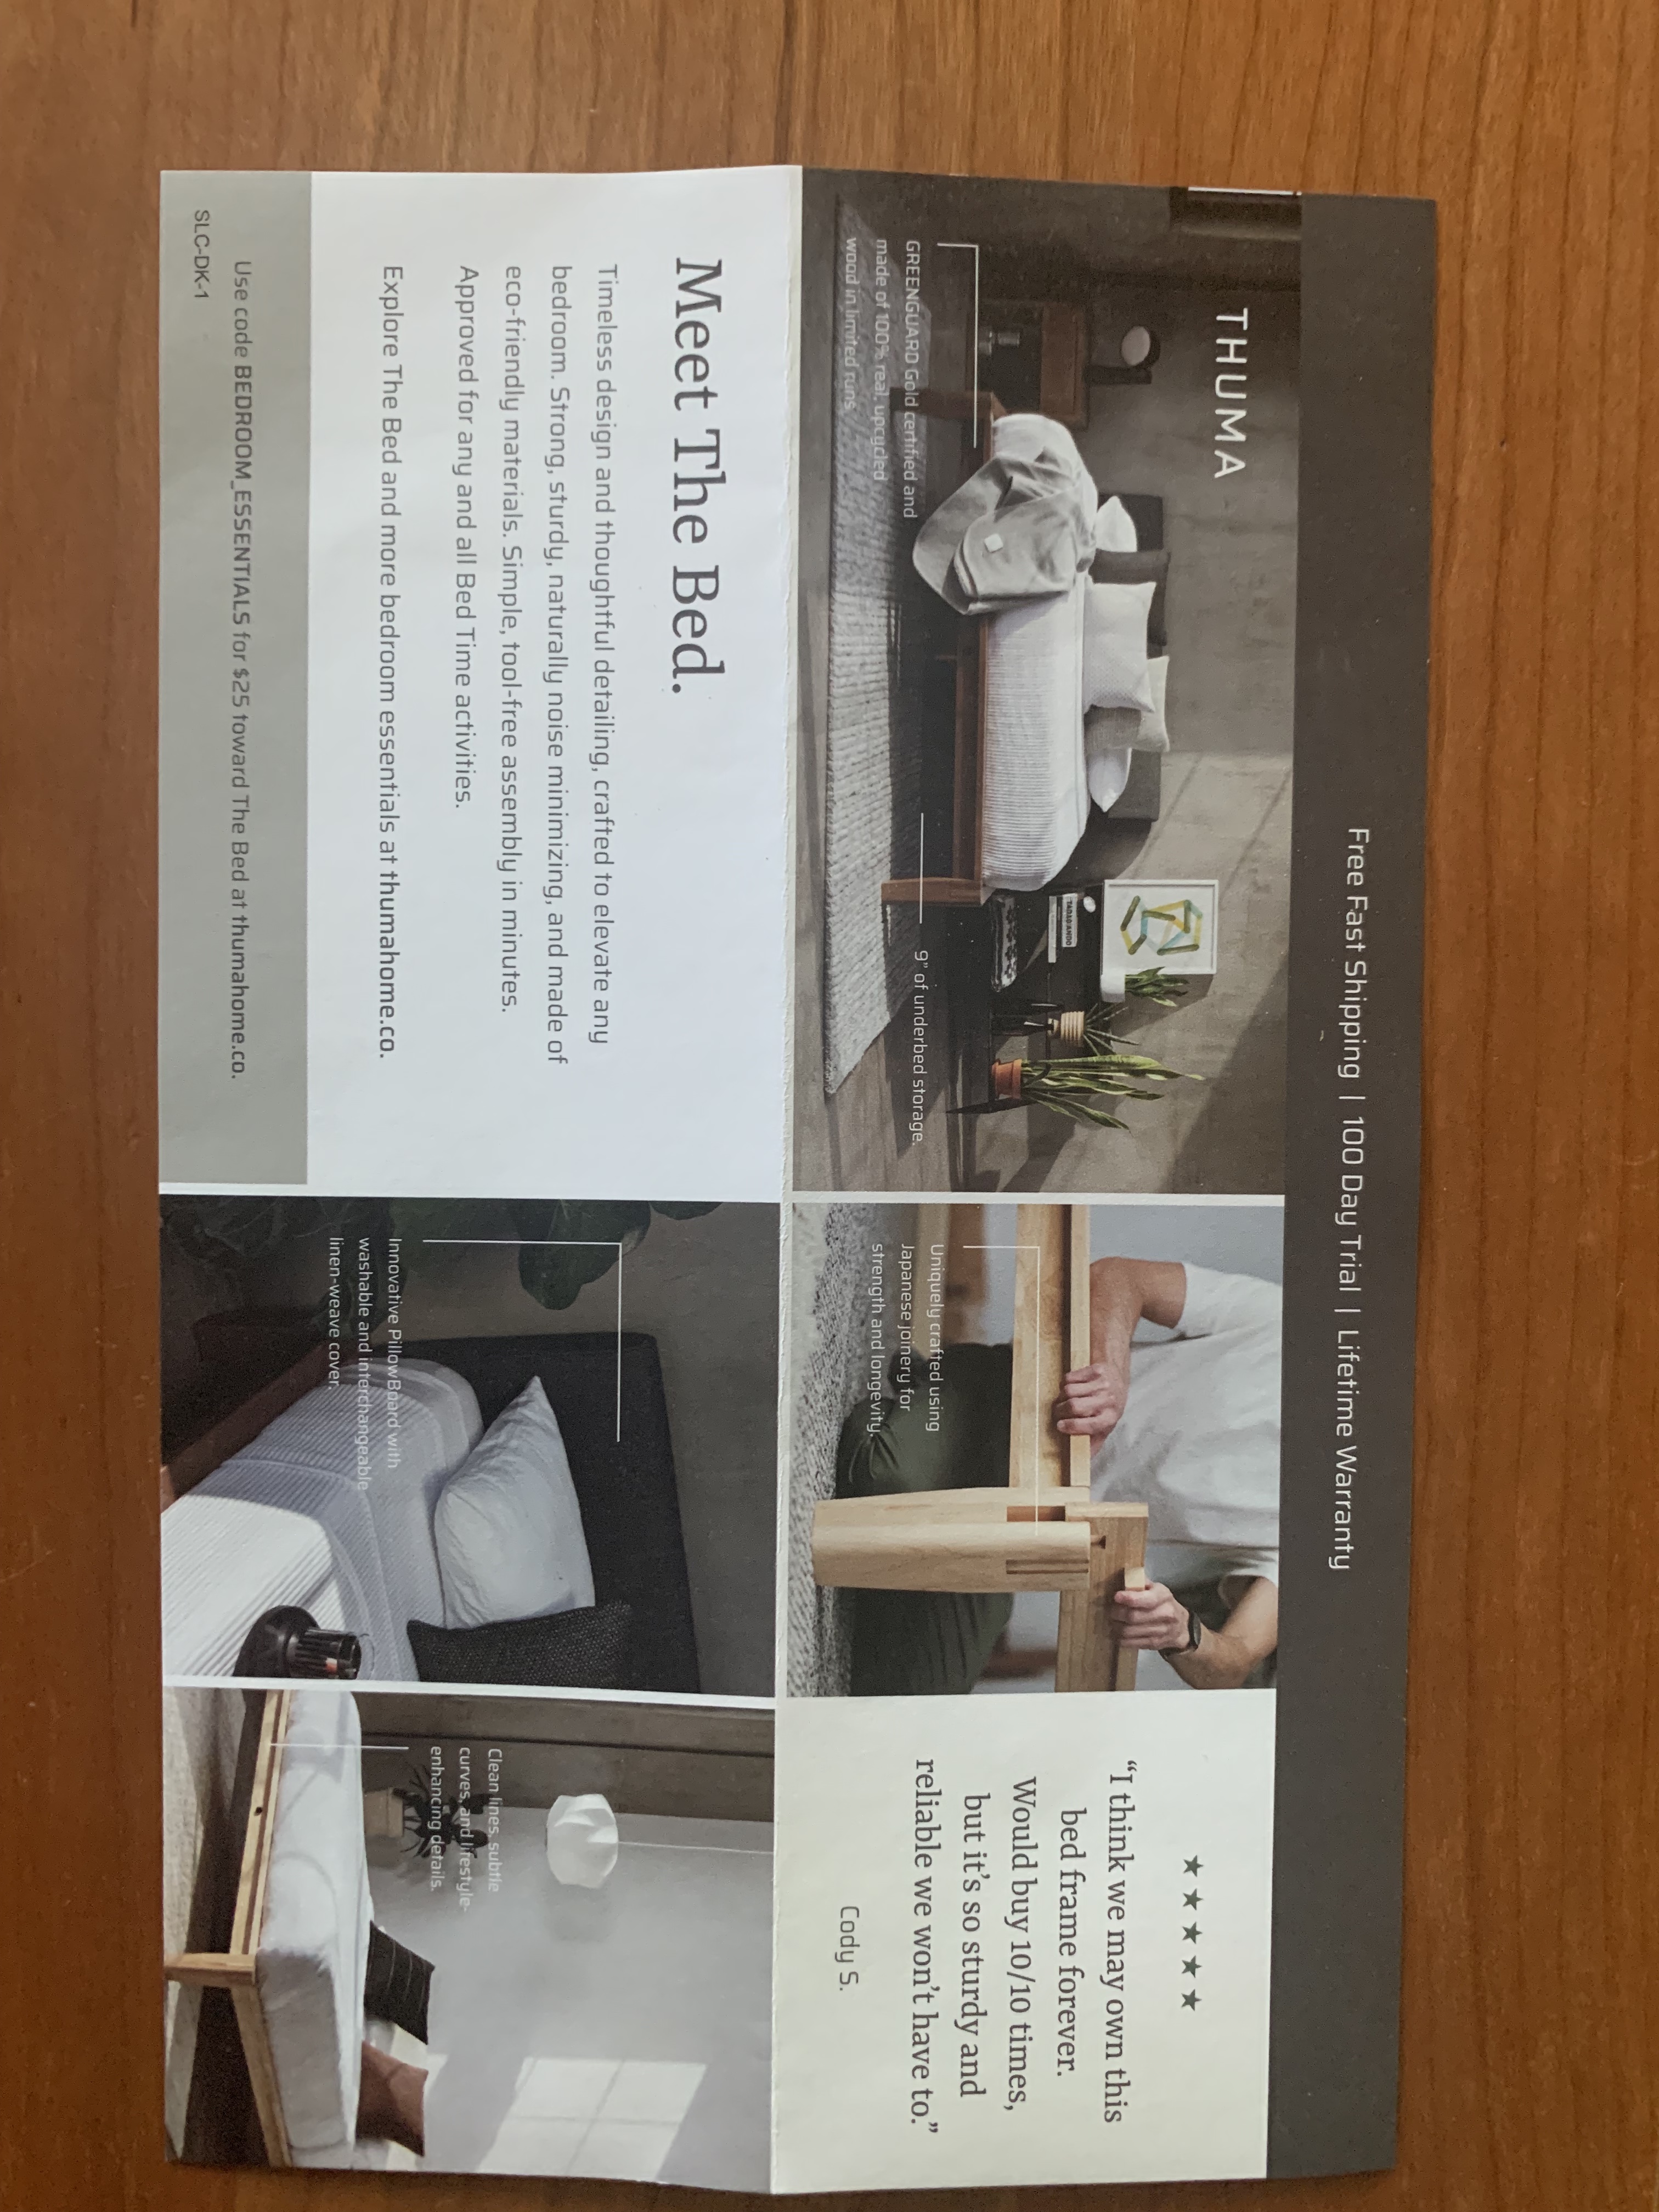 Free Fast Shipping | 100 Day Trial | Lifetime Warranty
THUMA
GREENGUARD Gold certified and
made of 100% real, upcycled
wood in limited runs
9" of underbed storage.
Uniquely crafted using
Japanese joinery for
strength and longevity.
★★★★★
“I think we may own this
bed frame forever.
Would buy 10/10 times,
but it’s so sturdy and
reliable we won’t have to.”
Cody S.
Meet The Bed.
Timeless design and thoughtful detailing, crafted to elevate any
bedroom. Strong, sturdy, naturally noise minimizing, and made of
eco-friendly materials. Simple, tool-free assembly in minutes.
Approved for any and all Bed Time activities.
Explore The Bed and more bedroom essentials at thumahome.co.
Use code BEDROOM_ESSENTIALS for $25 toward The Bed at thumahome.co.
SLC-DK-1
Innovative PillowBoard with
washable and interchangeable
linen-weave cover.
Clean lines, subtle
curves, and lifestyle-
enhancing details.